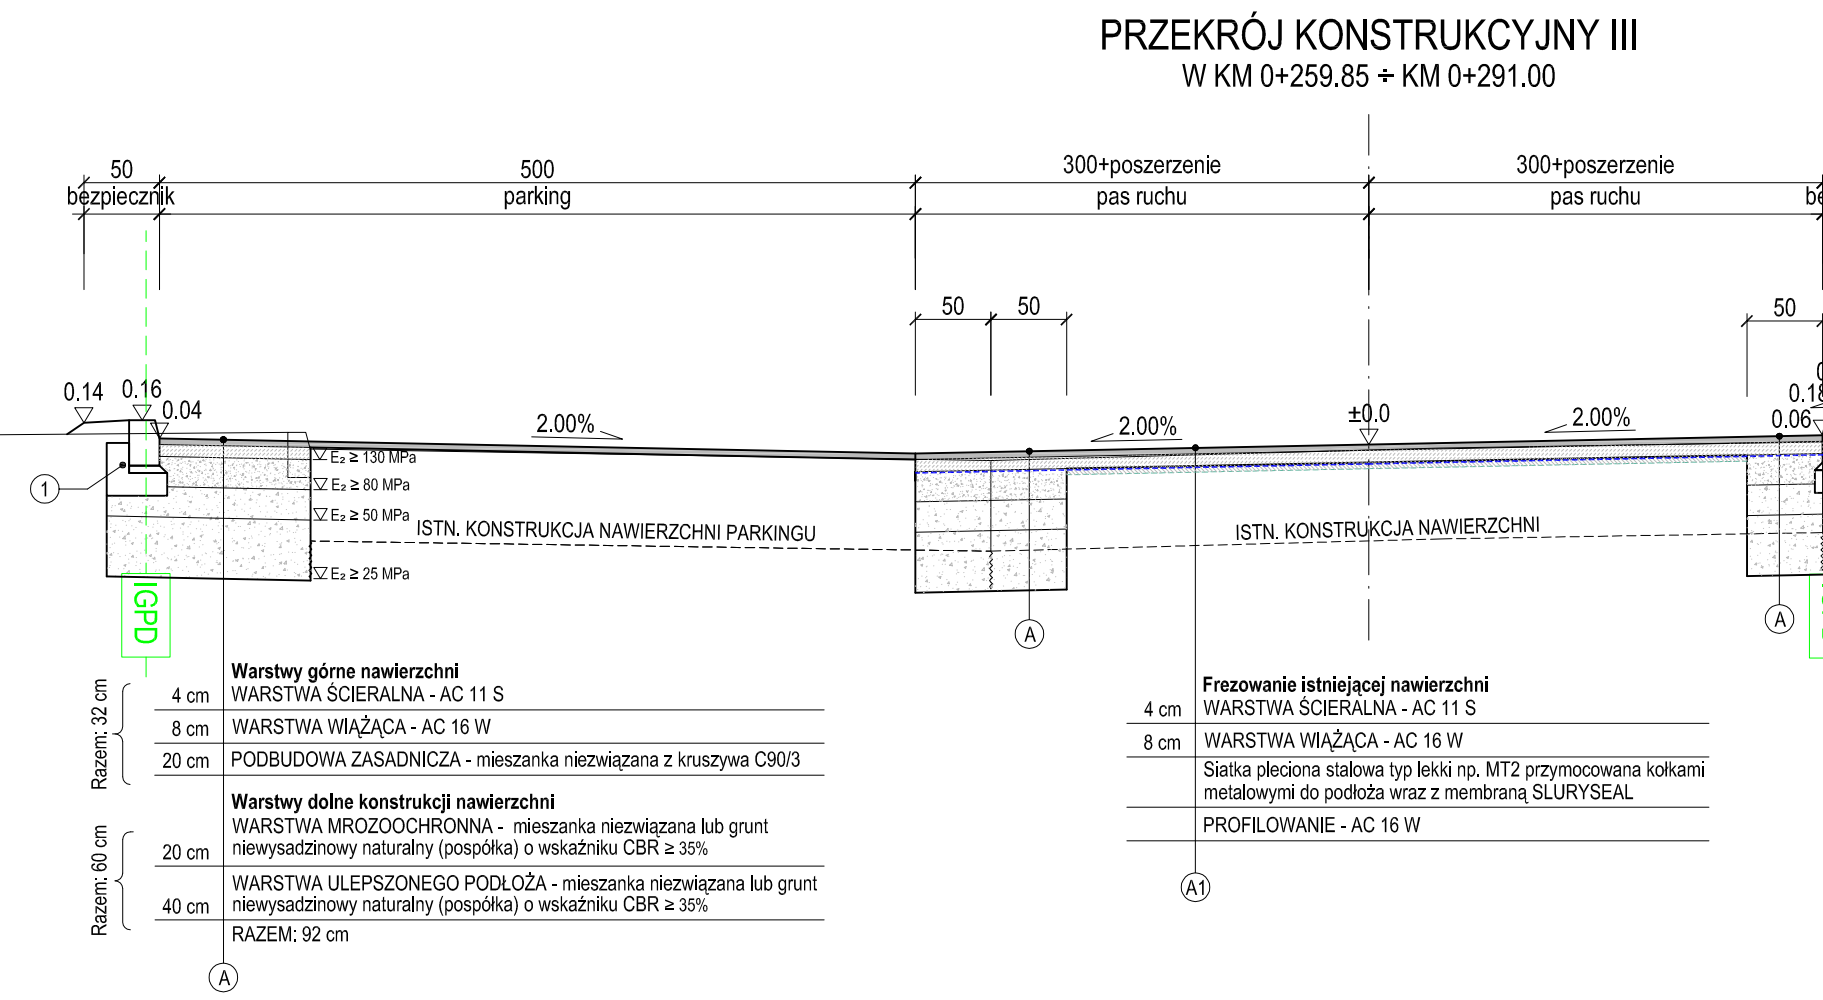 PRZEKRÓJ KONSTRUKCYJNY III
W KM 0+259.85 ÷ KM 0+291.00
50
500
300+poszerzenie
300+poszerzenie
bezpiecznik
parking
pas ruchu
pas ruchu
50
50
50
0.14
0.16
0.04
2.00%
2.00%
±0.0
2.00%
0.18
0.06
1
E₂ ≥ 130 MPa
E₂ ≥ 80 MPa
E₂ ≥ 50 MPa
E₂ ≥ 25 MPa
ISTN. KONSTRUKCJA NAWIERZCHNI PARKINGU
ISTN. KONSTRUKCJA NAWIERZCHNI
IGPD
A
A
Razem: 32 cm
Warstwy górne nawierzchni
4 cm WARSTWA ŚCIERALNA - AC 11 S
8 cm WARSTWA WIĄŻĄCA - AC 16 W
20 cm PODBUDOWA ZASADNICZA - mieszanka niezwiązana z kruszywa C90/3
Razem: 60 cm
Warstwy dolne konstrukcji nawierzchni
WARSTWA MROZOOCHRONNA - mieszanka niezwiązana lub grunt
20 cm niewysadzinowy naturalny (pospółka) o wskaźniku CBR ≥ 35%
WARSTWA ULEPSZONEGO PODŁOŻA - mieszanka niezwiązana lub grunt
40 cm niewysadzinowy naturalny (pospółka) o wskaźniku CBR ≥ 35%
RAZEM: 92 cm
A
Frezowanie istniejącej nawierzchni
4 cm WARSTWA ŚCIERALNA - AC 11 S
8 cm WARSTWA WIĄŻĄCA - AC 16 W
Siatka pleciona stalowa typ lekki np. MT2 przymocowana kołkami
metalowymi do podłoża wraz z membraną SLURYSEAL
PROFILOWANIE - AC 16 W
A1